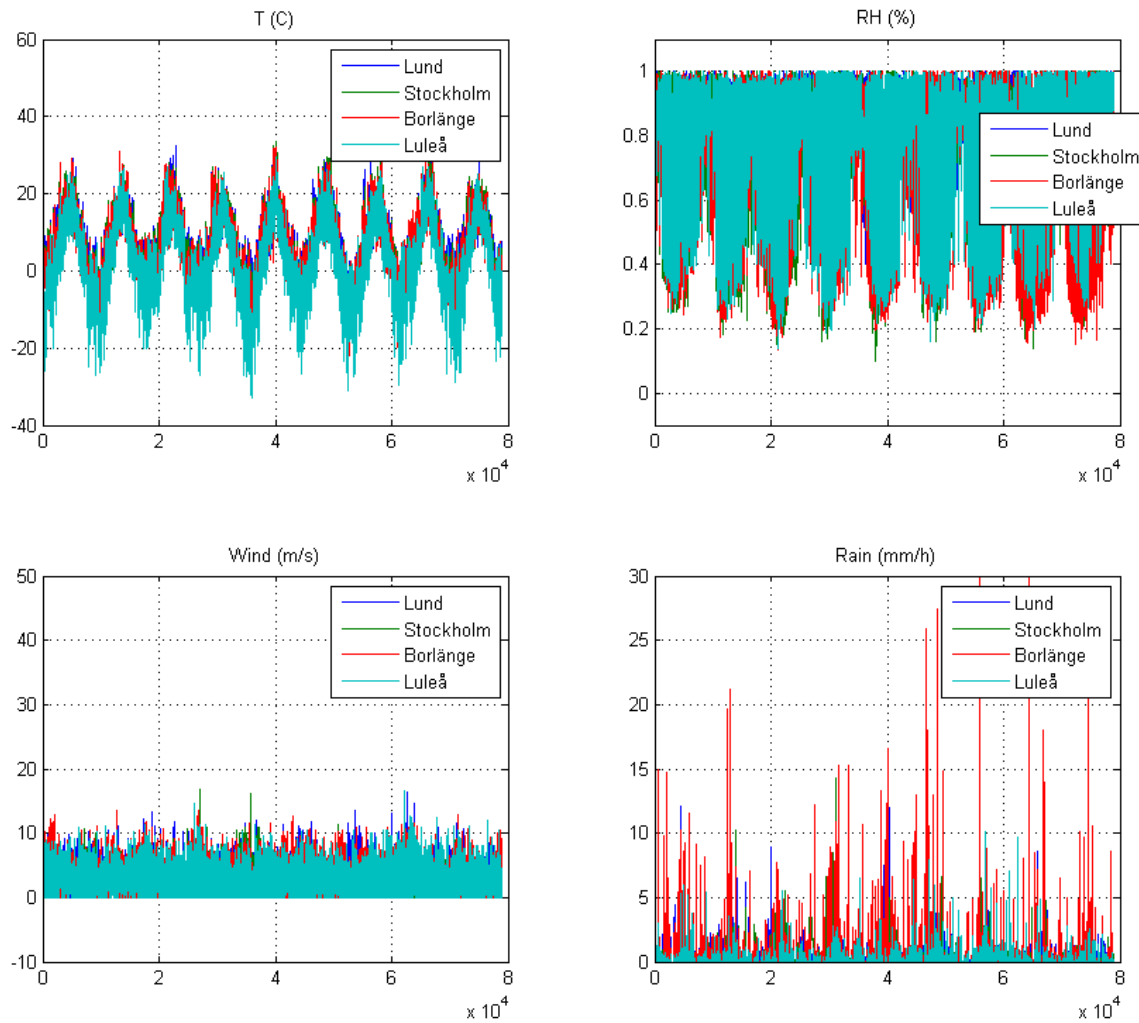 T (C)
60
40
20
0
-20
-40
0
2
4
6
8
x 10^4
Lund
Stockholm
Borlänge
Luleå
RH (%)
1
0.8
0.6
0.4
0.2
0
0
2
4
6
8
x 10^4
Lund
Stockholm
Borlänge
Luleå
Wind (m/s)
50
40
30
20
10
0
-10
0
2
4
6
8
x 10^4
Lund
Stockholm
Borlänge
Luleå
Rain (mm/h)
30
25
20
15
10
5
0
0
2
4
6
8
x 10^4
Lund
Stockholm
Borlänge
Luleå